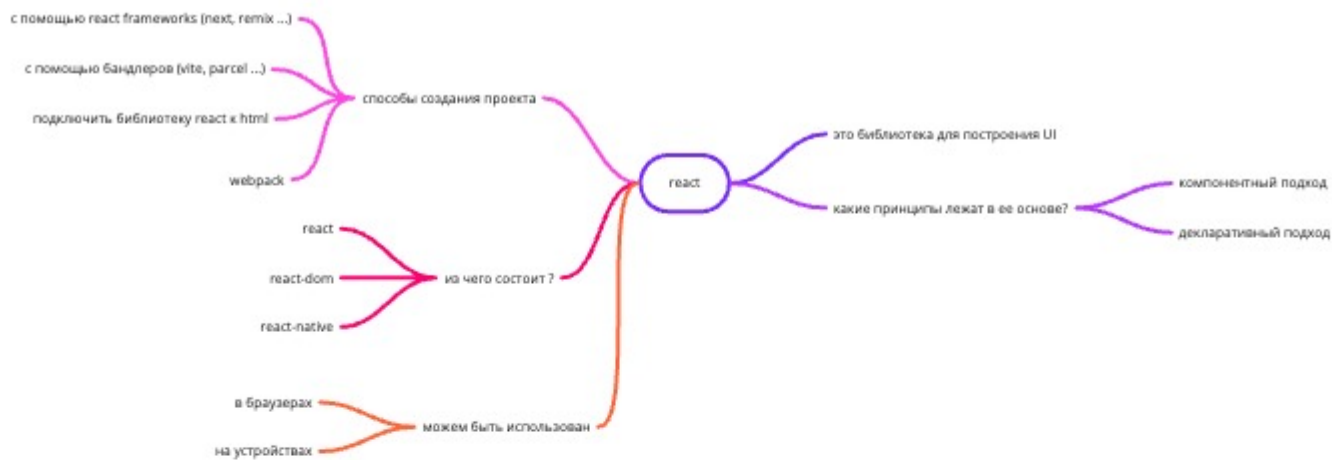 с помощью react frameworks (next, remix ...)
с помощью бандлеров (vite, parcel ...)
способы создания проекта
подключить библиотеку react к html
webpack
react
react-dom
react-native
из чего состоит ?
в браузерах
на устройствах
можем быть использован
react
это библиотека для построения UI
какие принципы лежат в ее основе?
компонентный подход
декларативный подход